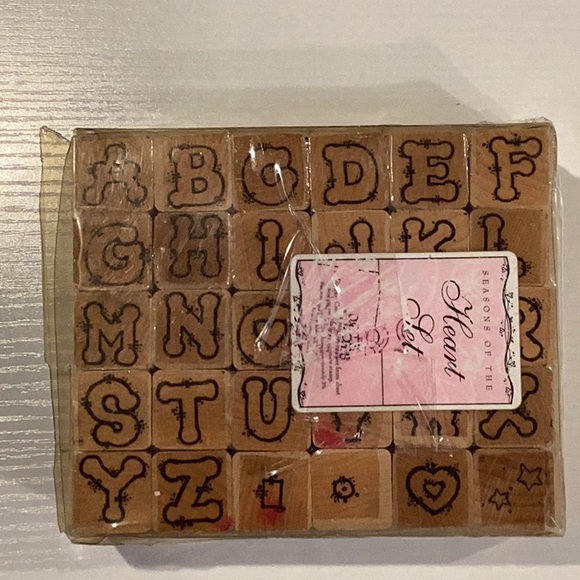 A B C D E F
G H I J K L
M N O R
S T U X
Y Z
SEASONS OF THE
Heart
Set